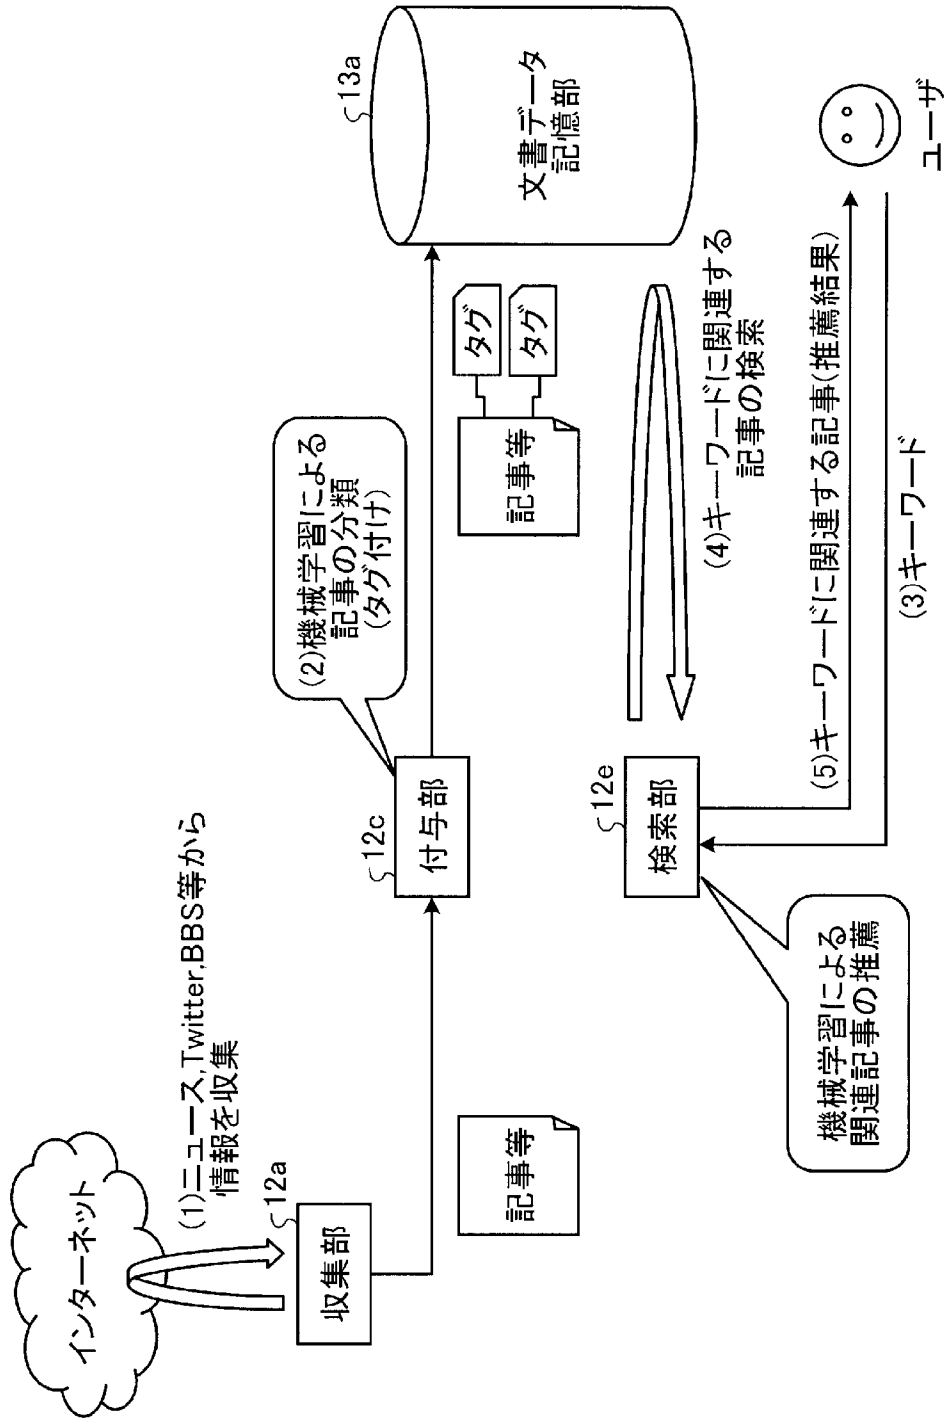 インターネット
(1)ニュース,Twitter,BBS等から
情報を収集
12a
収集部
記事等
(2)機械学習による
記事の分類
(タグ付け)
12c
付与部
記事等
タグ
タグ
13a
文書データ
記憶部
12e
検索部
機械学習による
関連記事の推薦
(4)キーワードに関連する
記事の検索
(5)キーワードに関連する記事(推薦結果)
(3)キーワード
ユーザ